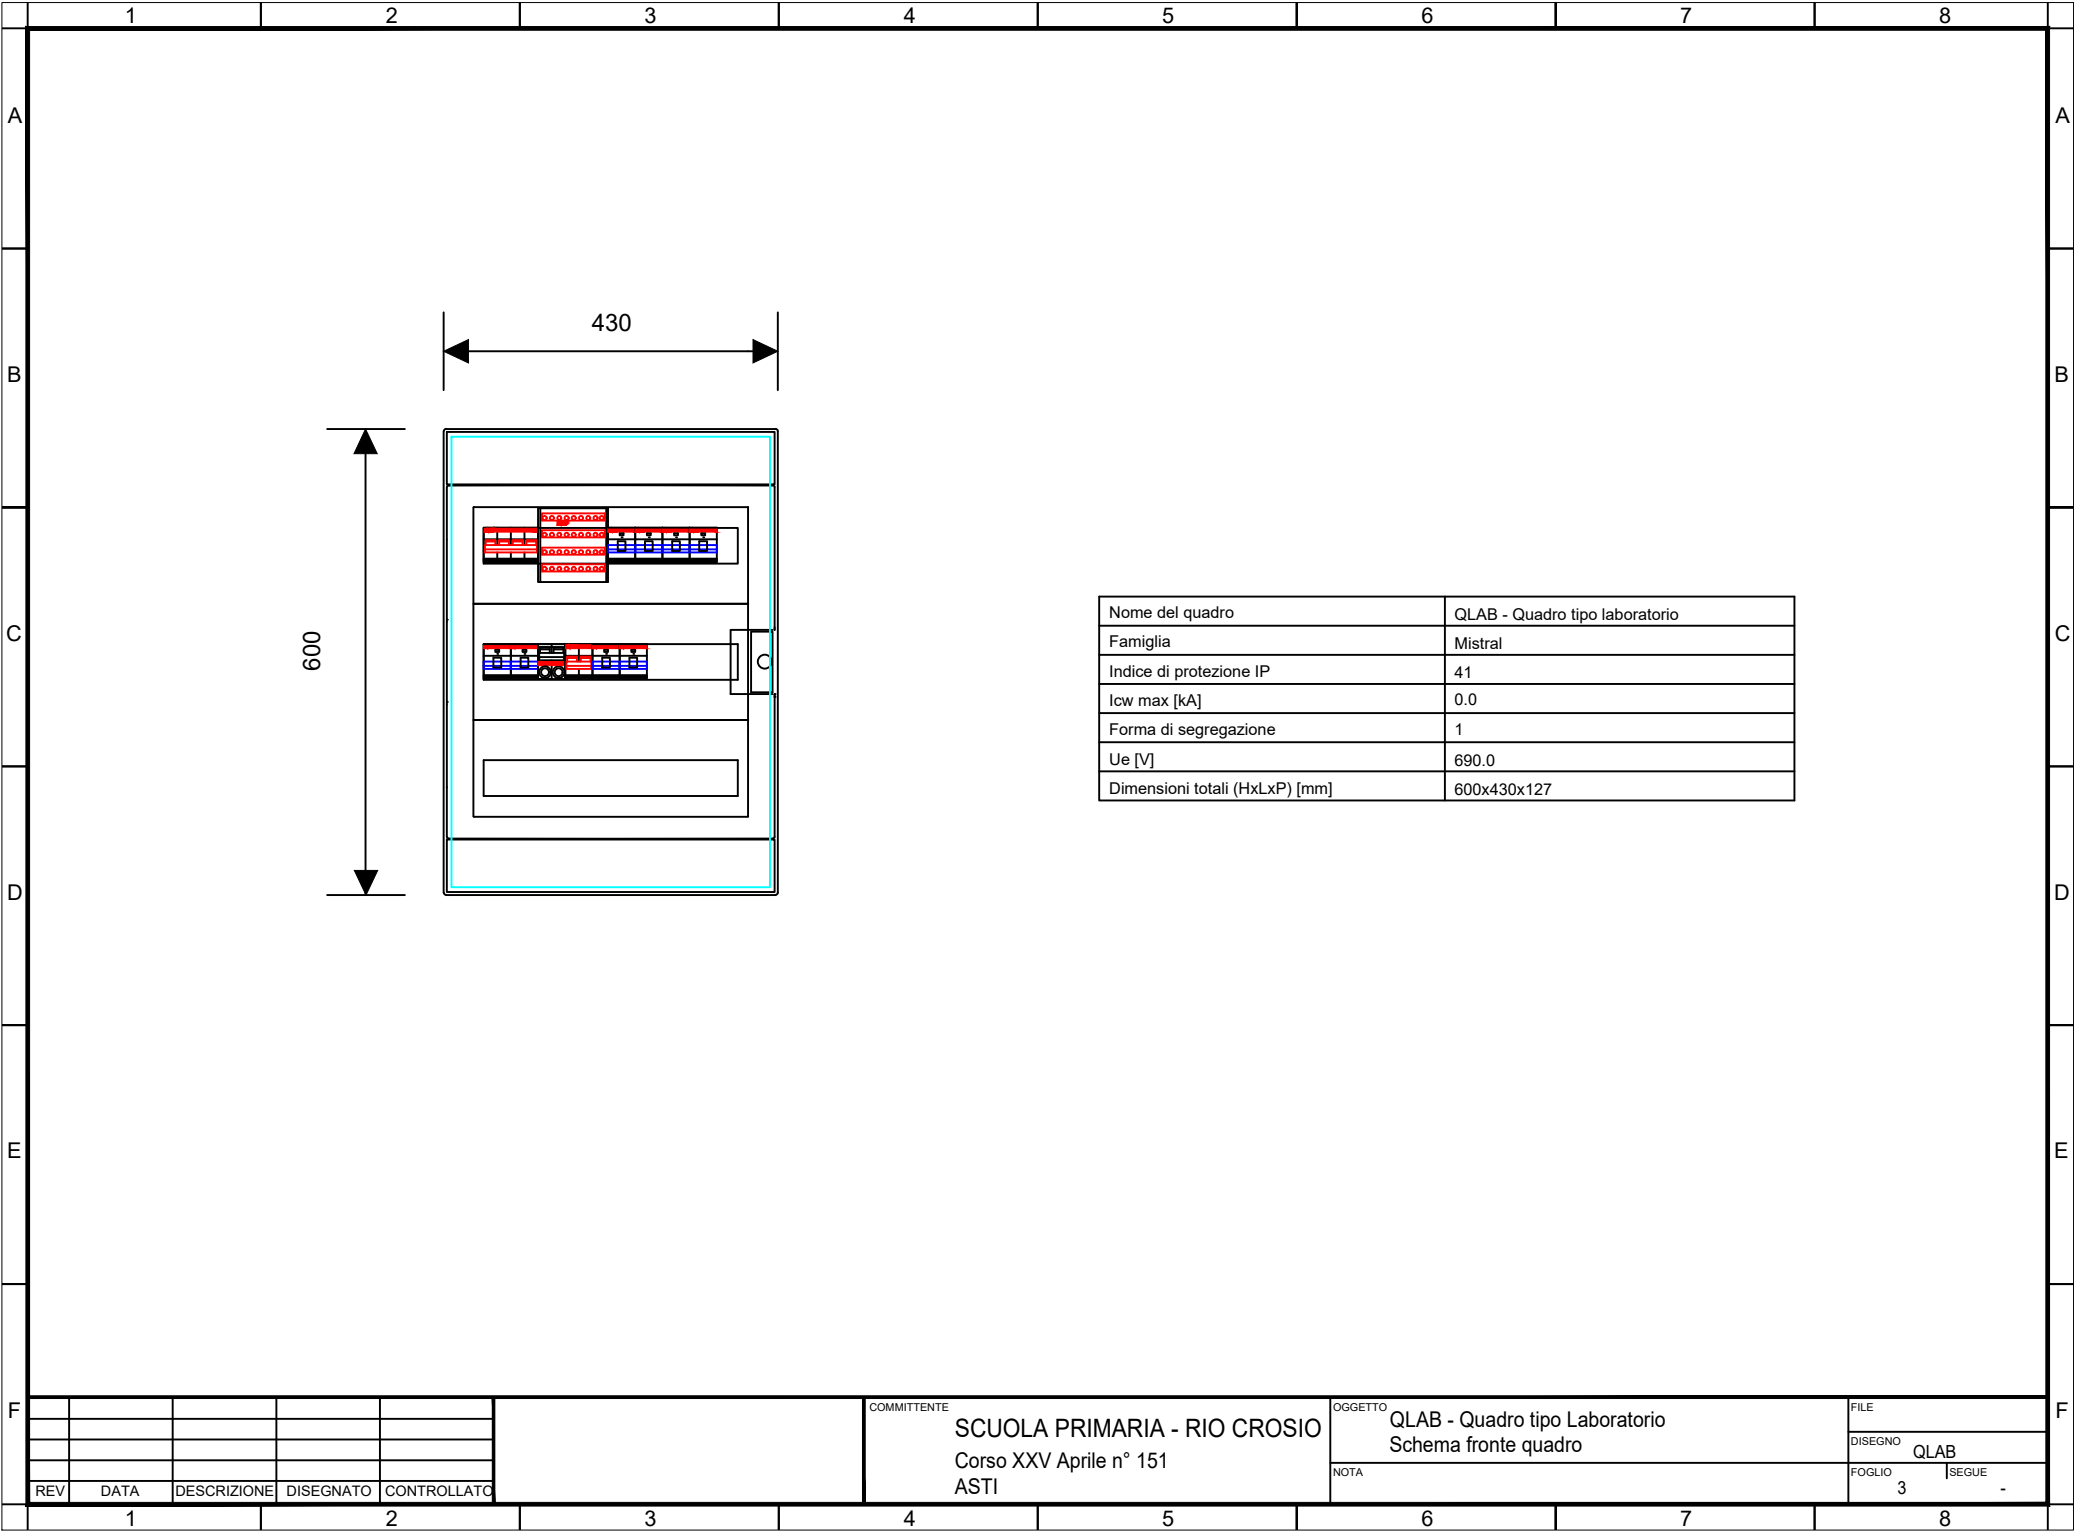 1 2 3 4 5 6 7 8
A A
B B
C C
D D
E E
F F
430
600
Nome del quadro QLAB - Quadro tipo laboratorio
Famiglia Mistral
Indice di protezione IP 41
Icw max [kA] 0.0
Forma di segregazione 1
Ue [V] 690.0
Dimensioni totali (HxLxP) [mm] 600x430x127
REV DATA DESCRIZIONE DISEGNATO CONTROLLATO
COMMITTENTE
SCUOLA PRIMARIA - RIO CROSIO
Corso XXV Aprile n° 151
ASTI
OGGETTO
QLAB - Quadro tipo Laboratorio
Schema fronte quadro
NOTA
FILE
DISEGNO
QLAB
FOGLIO SEGUE
3 -
1 2 3 4 5 6 7 8